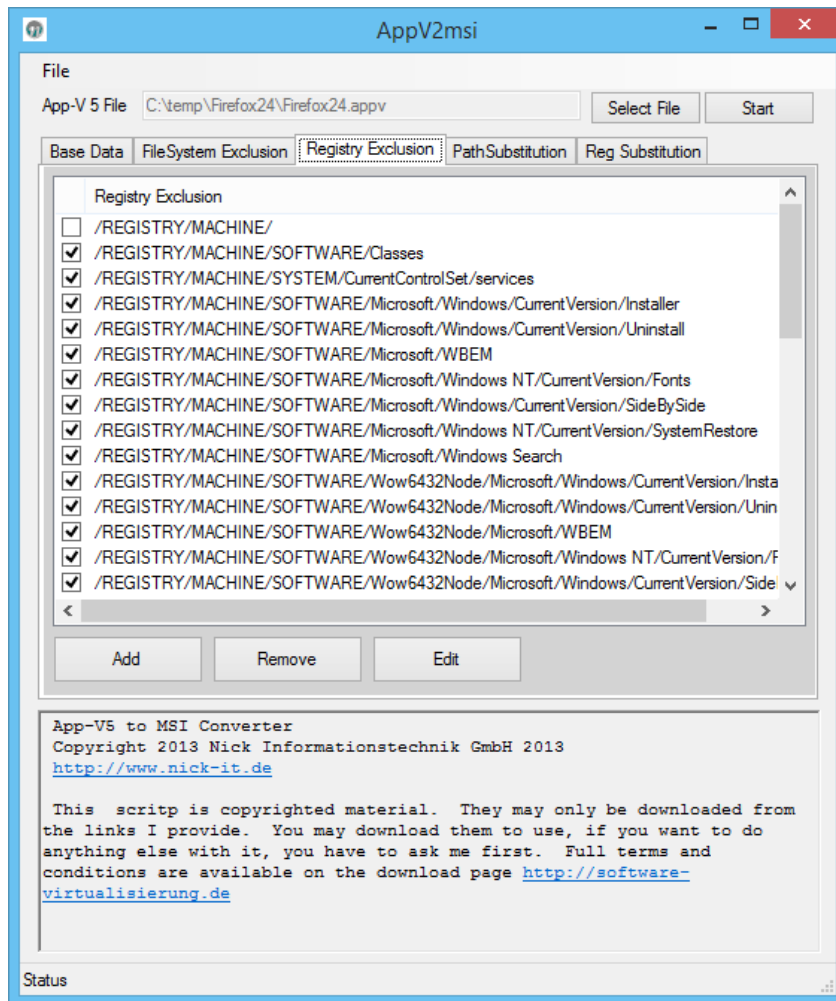 AppV2msi
File
App-V 5 File C:\temp\Firefox24\Firefox24.appv Select File Start
Base Data FileSystem Exclusion Registry Exclusion PathSubstitution Reg Substitution
Registry Exclusion
/REGISTRY/MACHINE/
/REGISTRY/MACHINE/SOFTWARE/Classes
/REGISTRY/MACHINE/SYSTEM/CurrentControlSet/services
/REGISTRY/MACHINE/SOFTWARE/Microsoft/Windows/CurrentVersion/Installer
/REGISTRY/MACHINE/SOFTWARE/Microsoft/Windows/CurrentVersion/Uninstall
/REGISTRY/MACHINE/SOFTWARE/Microsoft/WBEM
/REGISTRY/MACHINE/SOFTWARE/Microsoft/Windows NT/CurrentVersion/Fonts
/REGISTRY/MACHINE/SOFTWARE/Microsoft/Windows/CurrentVersion/SideBySide
/REGISTRY/MACHINE/SOFTWARE/Microsoft/Windows NT/CurrentVersion/SystemRestore
/REGISTRY/MACHINE/SOFTWARE/Microsoft/Windows Search
/REGISTRY/MACHINE/SOFTWARE/Wow6432Node/Microsoft/Windows/CurrentVersion/Insta
/REGISTRY/MACHINE/SOFTWARE/Wow6432Node/Microsoft/Windows/CurrentVersion/Unin
/REGISTRY/MACHINE/SOFTWARE/Wow6432Node/Microsoft/WBEM
/REGISTRY/MACHINE/SOFTWARE/Wow6432Node/Microsoft/Windows NT/CurrentVersion/F
/REGISTRY/MACHINE/SOFTWARE/Wow6432Node/Microsoft/Windows/CurrentVersion/Side
Add Remove Edit
App-V5 to MSI Converter
Copyright 2013 Nick Informationstechnik GmbH 2013
http://www.nick-it.de
This scritp is copyrighted material. They may only be downloaded from
the links I provide. You may download them to use, if you want to do
anything else with it, you have to ask me first. Full terms and
conditions are available on the download page http://software-
virtualisierung.de
Status